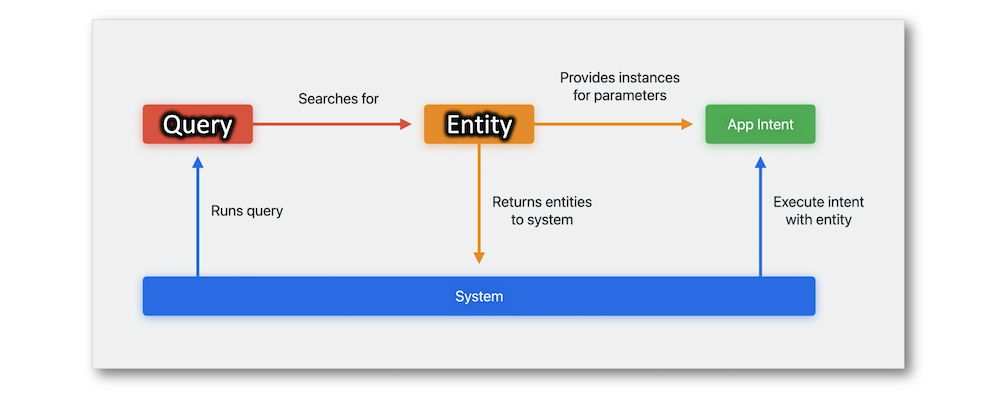 Provides instances
for parameters
Searches for
Query
Entity
App Intent
Runs query
Returns entities
to system
Execute intent
with entity
System